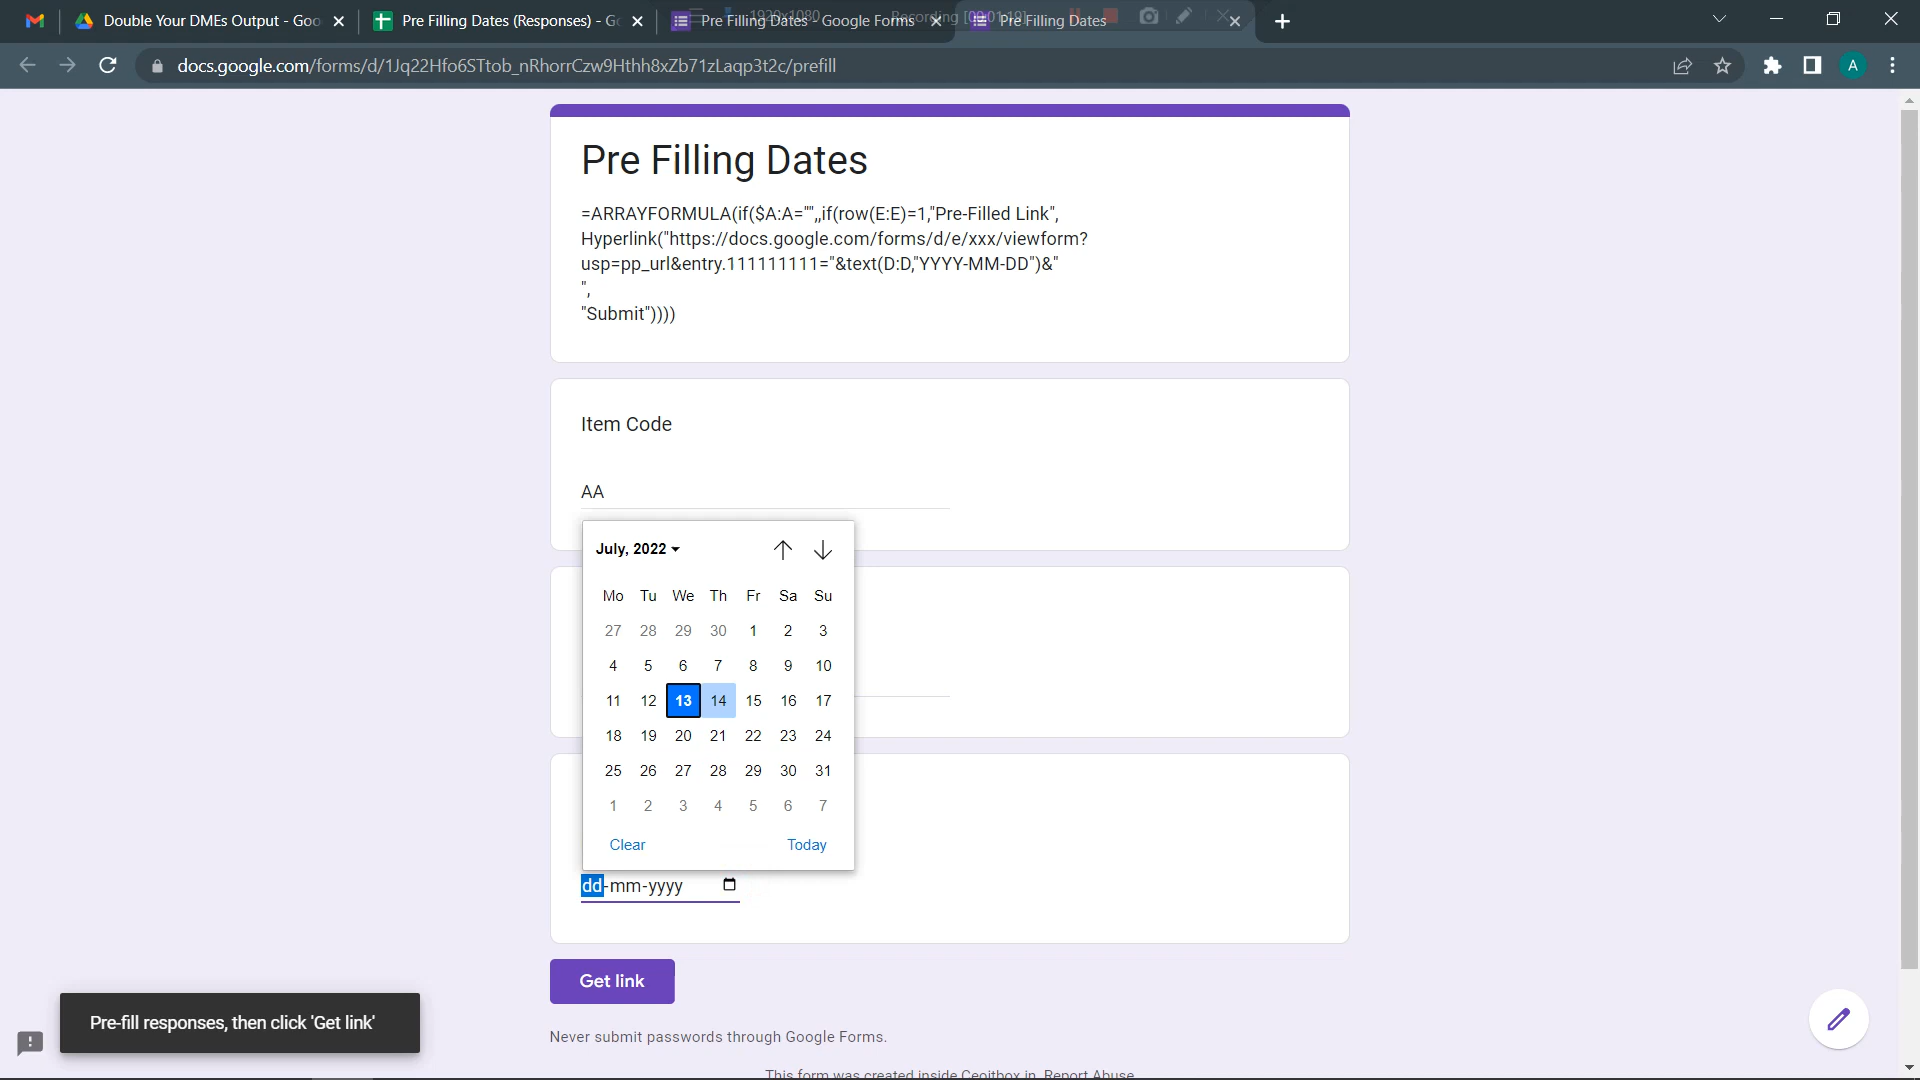 Double Your DMEs Output - Goo
Pre Filling Dates (Responses) - G
Pre Filling Dates - Google Forms
Pre Filling Dates
1920x1080
Recording [00:01:19]
docs.google.com/forms/d/1Jq22Hfo6STtob_nRhorrCzw9Hthh8xZb71zLaqp3t2c/prefill
A
Pre Filling Dates
=ARRAYFORMULA(if($A:A="",,if(row(E:E)=1,"Pre-Filled Link",
Hyperlink("https://docs.google.com/forms/d/e/xxx/viewform?
usp=pp_url&entry.111111111="&text(D:D,"YYYY-MM-DD")&"
",
"Submit"))))
Item Code
AA
July, 2022
Mo Tu We Th Fr Sa Su
27 28 29 30 1 2 3
4 5 6 7 8 9 10
11 12 13 14 15 16 17
18 19 20 21 22 23 24
25 26 27 28 29 30 31
1 2 3 4 5 6 7
Clear Today
dd-mm-yyyy
Get link
Pre-fill responses, then click 'Get link'
Never submit passwords through Google Forms.
This form was created inside Ceoitbox in. Report Abuse